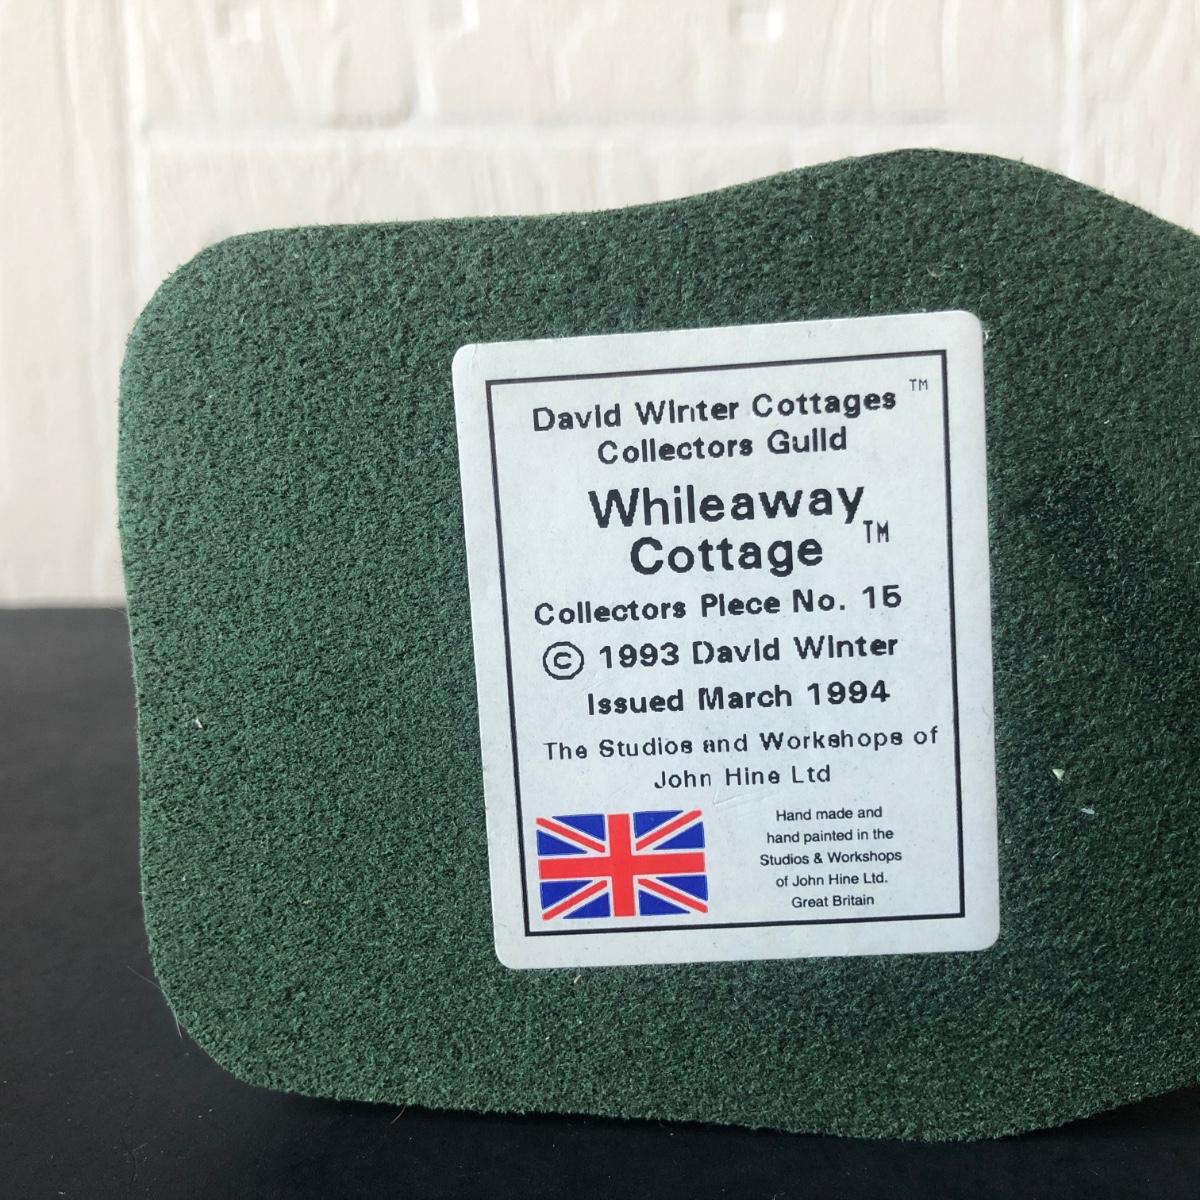 David Winter Cottages ™
Collectors Guild
Whileaway
Cottage ™
Collectors Piece No. 15
© 1993 David Winter
Issued March 1994
The Studios and Workshops of
John Hine Ltd
Hand made and
hand painted in the
Studios & Workshops
of John Hine Ltd.
Great Britain